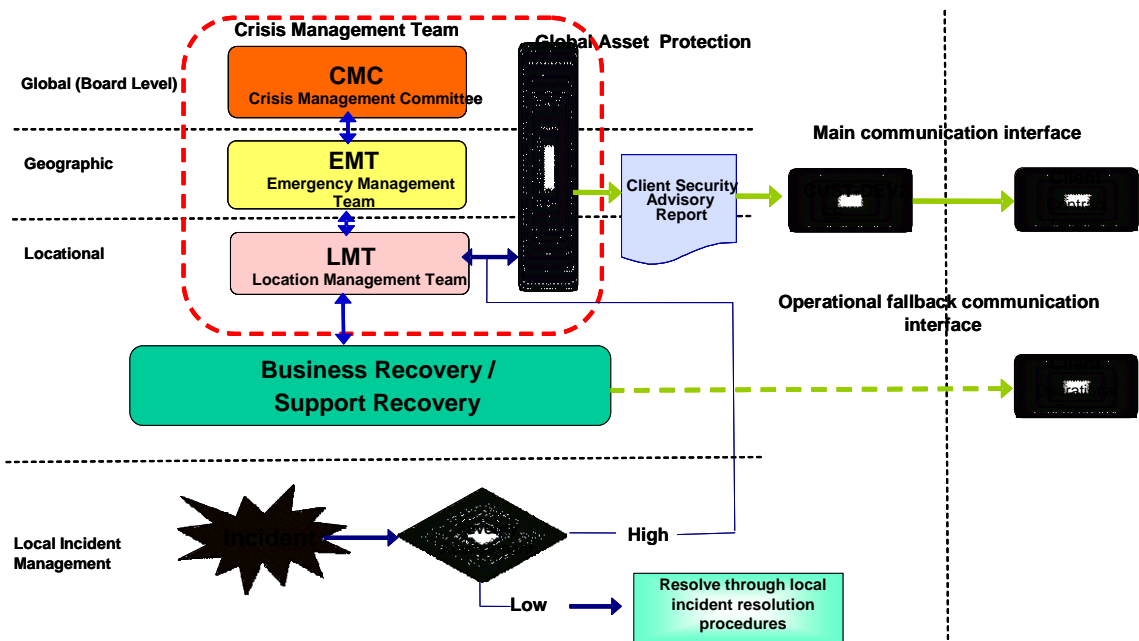 Crisis Management Team
Global Asset Protection
Global (Board Level)
CMC
Crisis Management Committee
Geographic
EMT
Emergency Management
Team
Main communication interface
Client Security
Advisory
Report
Client
Locational
LMT
Location Management Team
Operational fallback communication
interface
Business Recovery /
Support Recovery
Incident
High
Local Incident
Management
Low
Resolve through local
incident resolution
procedures